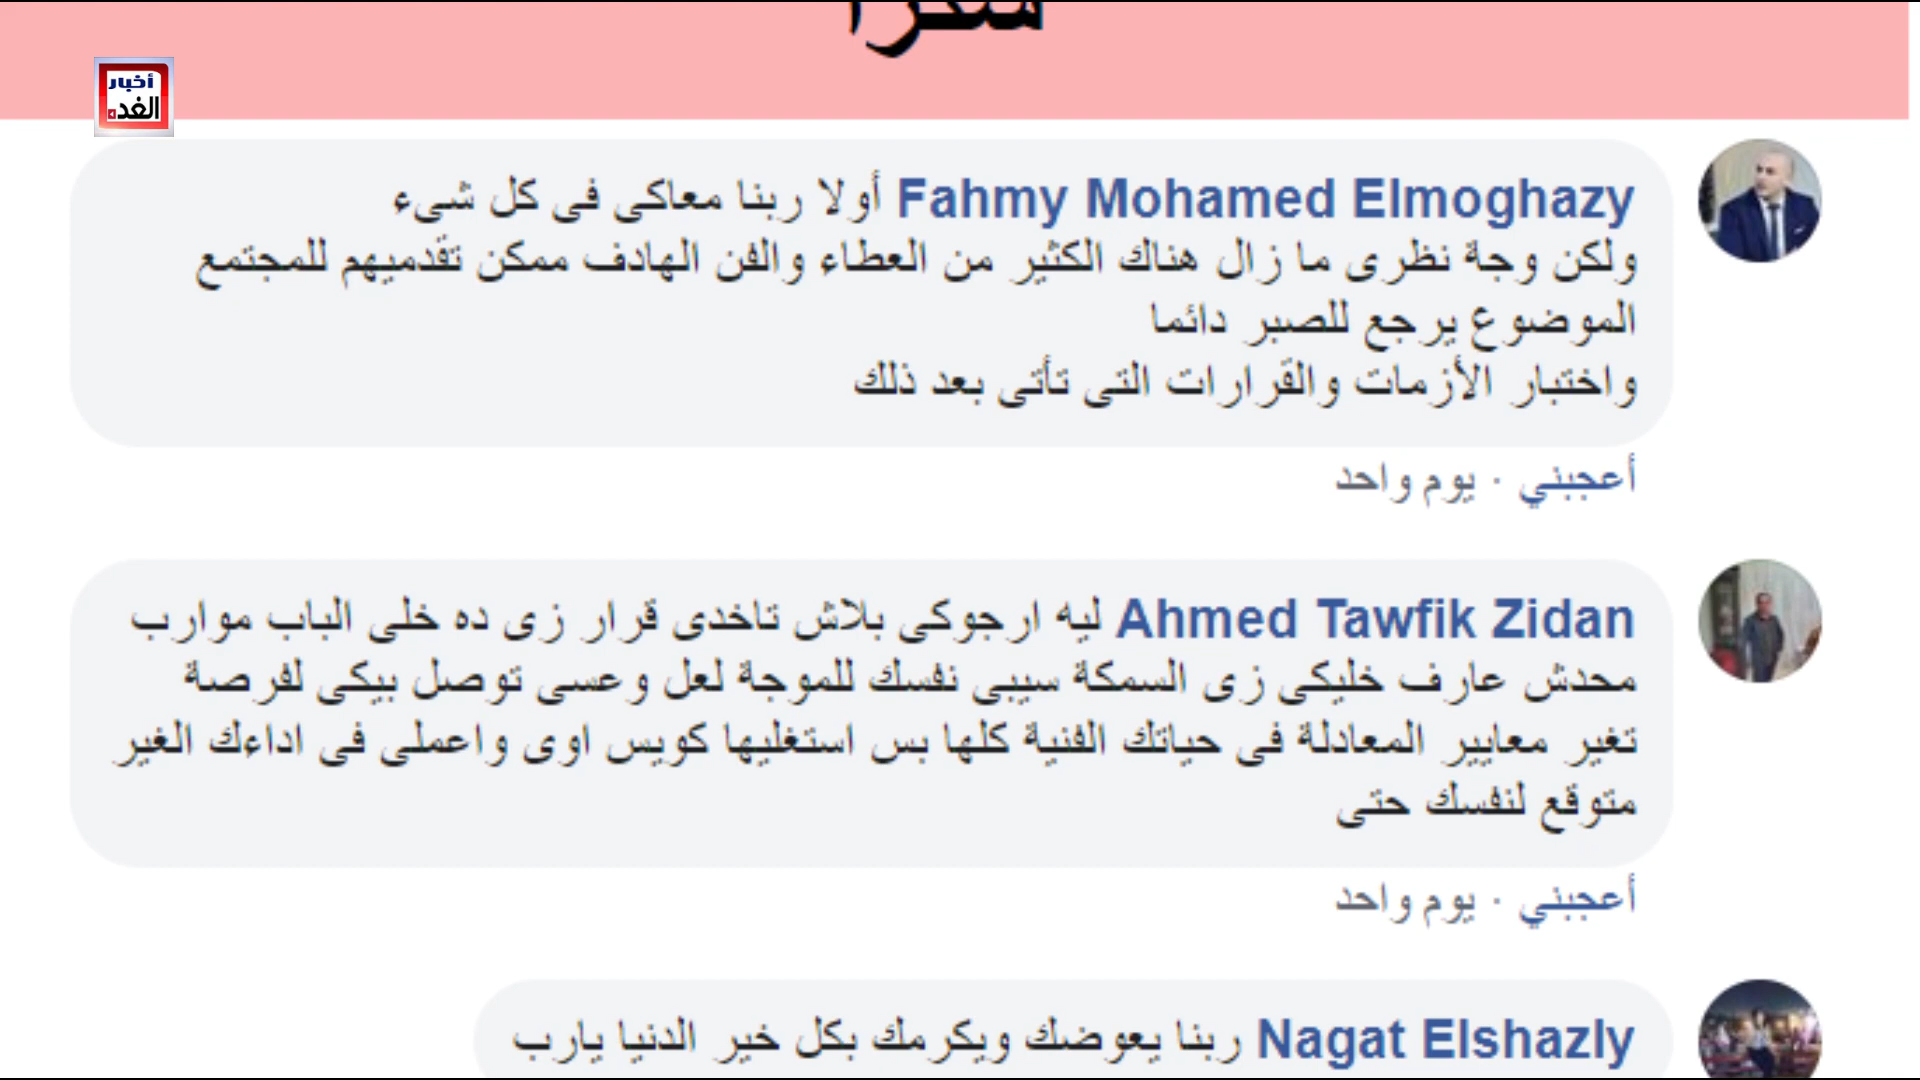 شكرا
أخبار
الغد
Fahmy Mohamed Elmoghazy أولا ربنا معاكى فى كل شىء
ولكن وجة نظرى ما زال هناك الكثير من العطاء والفن الهادف ممكن تقدميهم للمجتمع
الموضوع يرجع للصبر دائما
واختبار الأزمات والقرارات التى تأتى بعد ذلك
أعجبني · يوم واحد
Ahmed Tawfik Zidan ليه ارجوكى بلاش تاخدى قرار زى ده خلى الباب موارب
محدش عارف خليكى زى السمكة سيبى نفسك للموجة لعل وعسى توصل بيكى لفرصة
تغير معايير المعادلة فى حياتك الفنية كلها بس استغليها كويس اوى واعملى فى اداءك الغير
متوقع لنفسك حتى
أعجبني · يوم واحد
Nagat Elshazly ربنا يعوضك ويكرمك بكل خير الدنيا يارب